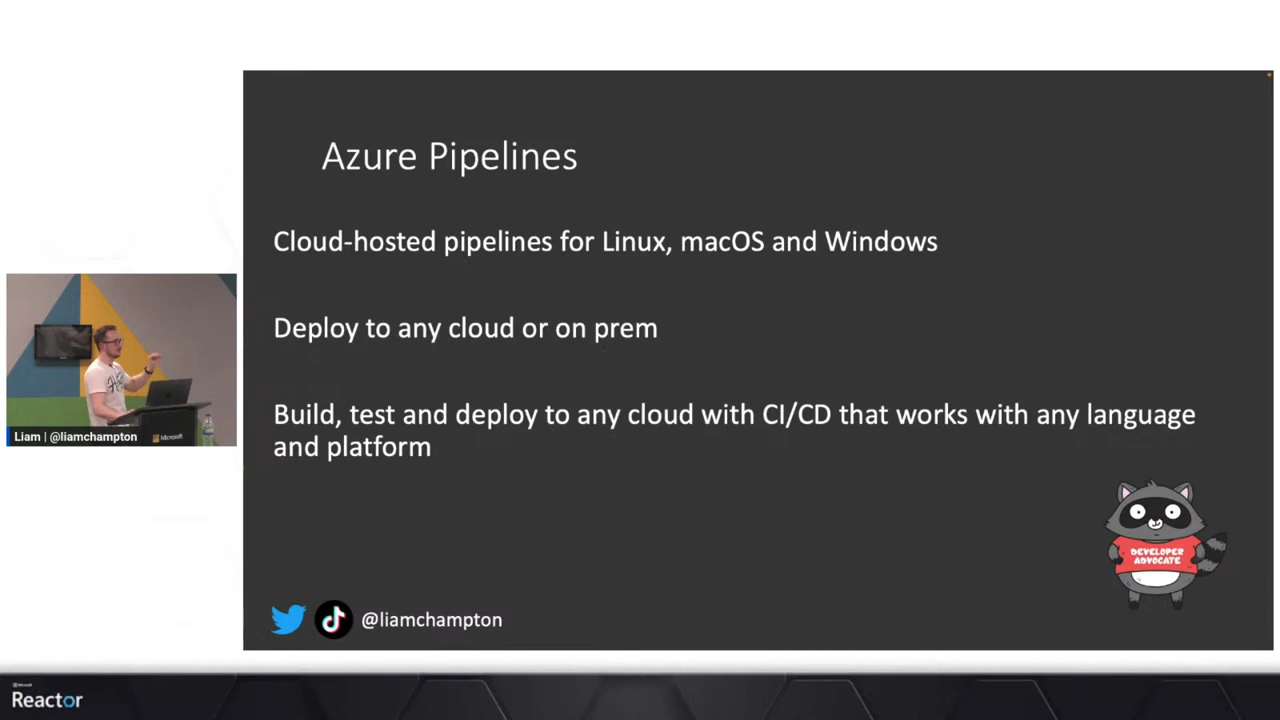 Azure Pipelines
Cloud-hosted pipelines for Linux, macOS and Windows
Deploy to any cloud or on prem
Build, test and deploy to any cloud with CI/CD that works with any language
and platform
DEVELOPER
ADVOCATE
@liamchampton
Liam | @liamchampton
Microsoft
Microsoft
Reactor